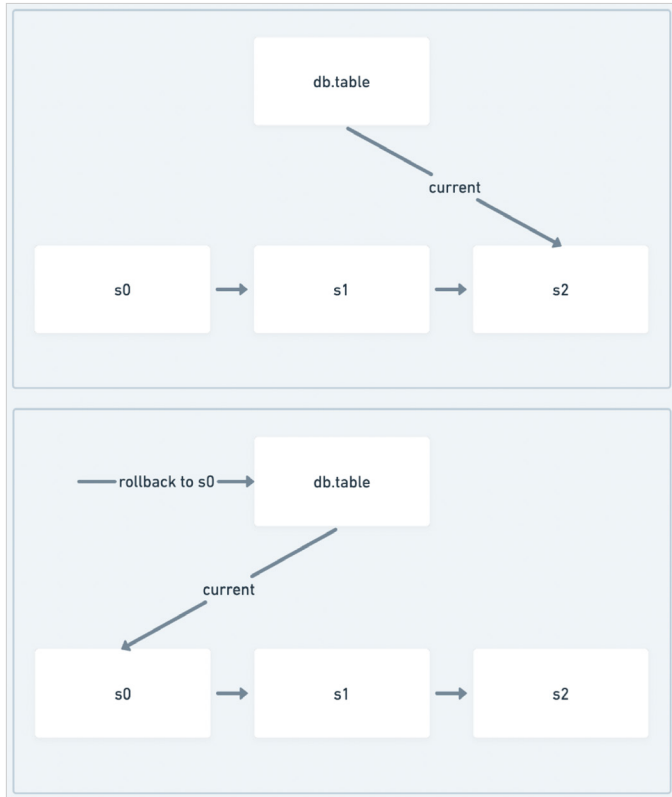 db.table
current
s0
s1
s2
rollback to s0
db.table
current
s0
s1
s2